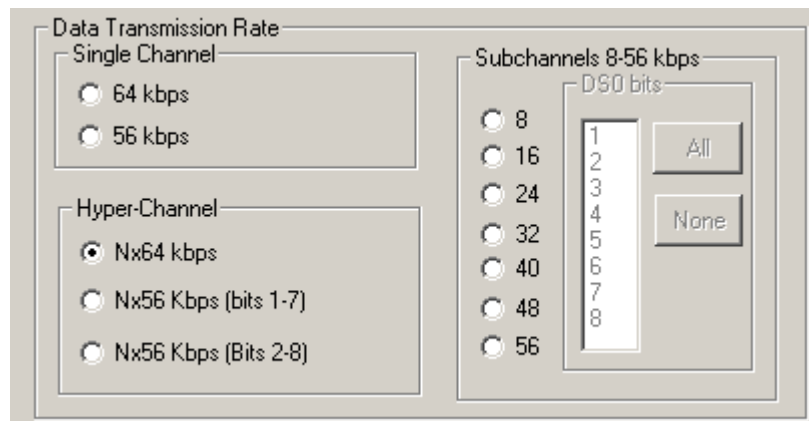 Data Transmission Rate
Single Channel
64 kbps
56 kbps
Hyper-Channel
Nx64 kbps
Nx56 Kbps (bits 1-7)
Nx56 Kbps (Bits 2-8)
Subchannels 8-56 kbps
8
16
24
32
40
48
56
DS0 bits
1
2
3
4
5
6
7
8
All
None